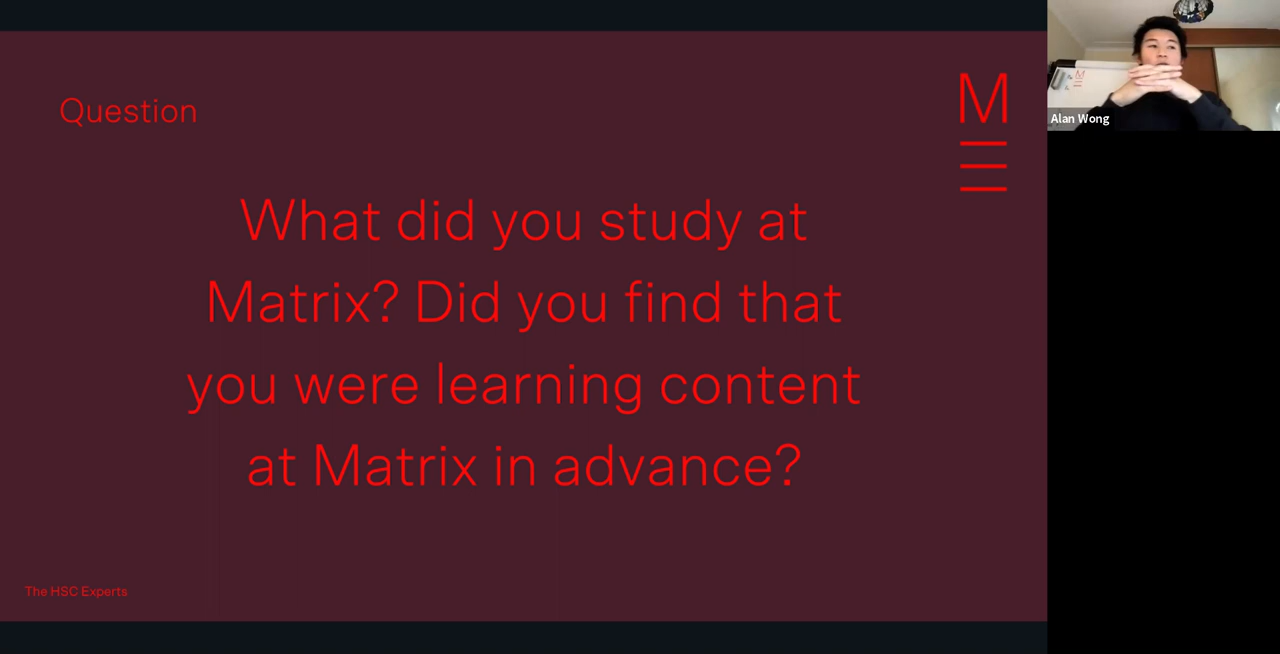 Question
M
What did you study at
Matrix? Did you find that
you were learning content
at Matrix in advance?
The HSC Experts
Alan Wong